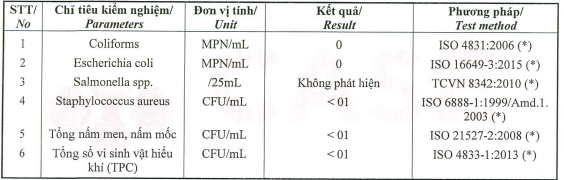 STT/ Chỉ tiêu kiểm nghiệm/ Đơn vị tính/ Kết quả/ Phương pháp/
No Parameters Unit Result Test method
1 Coliforms MPN/mL 0 ISO 4831:2006 (*)
2 Escherichia coli MPN/mL 0 ISO 16649-3:2015 (*)
3 Salmonella spp. /25mL Không phát hiện TCVN 8342:2010 (*)
4 Staphylococcus aureus CFU/mL < 01 ISO 6888-1:1999/Amd.1.
2003 (*)
5 Tổng nấm men, nấm mốc CFU/mL < 01 ISO 21527-2:2008 (*)
6 Tổng số vi sinh vật hiếu CFU/mL < 01 ISO 4833-1:2013 (*)
khí (TPC)